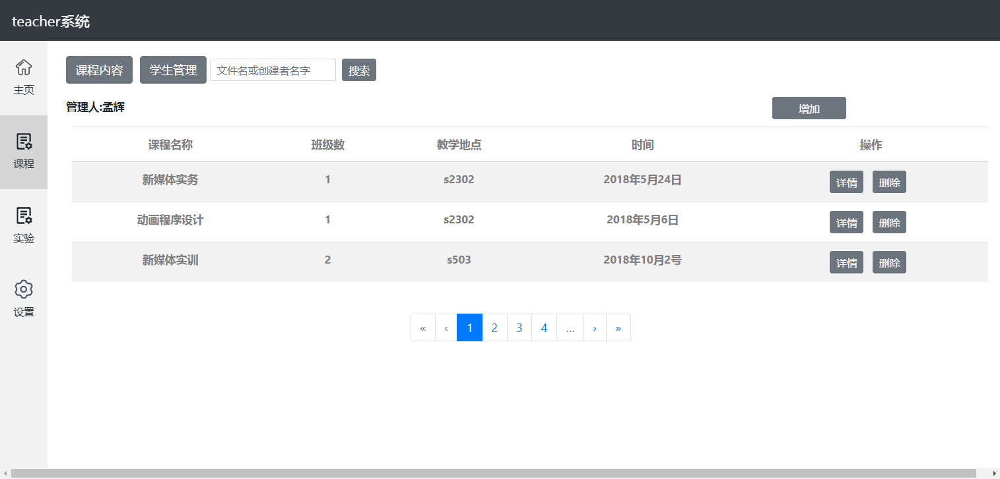 teacher系统
主页
课程
实验
设置
课程内容 学生管理 文件名或创建者名字 搜索
管理人:孟辉 增加
课程名称 班级数 教学地点 时间 操作
新媒体实务 1 s2302 2018年5月24日 详情 删除
动画程序设计 1 s2302 2018年5月6日 详情 删除
新媒体实训 2 s503 2018年10月2号 详情 删除
« ‹ 1 2 3 4 ... › »